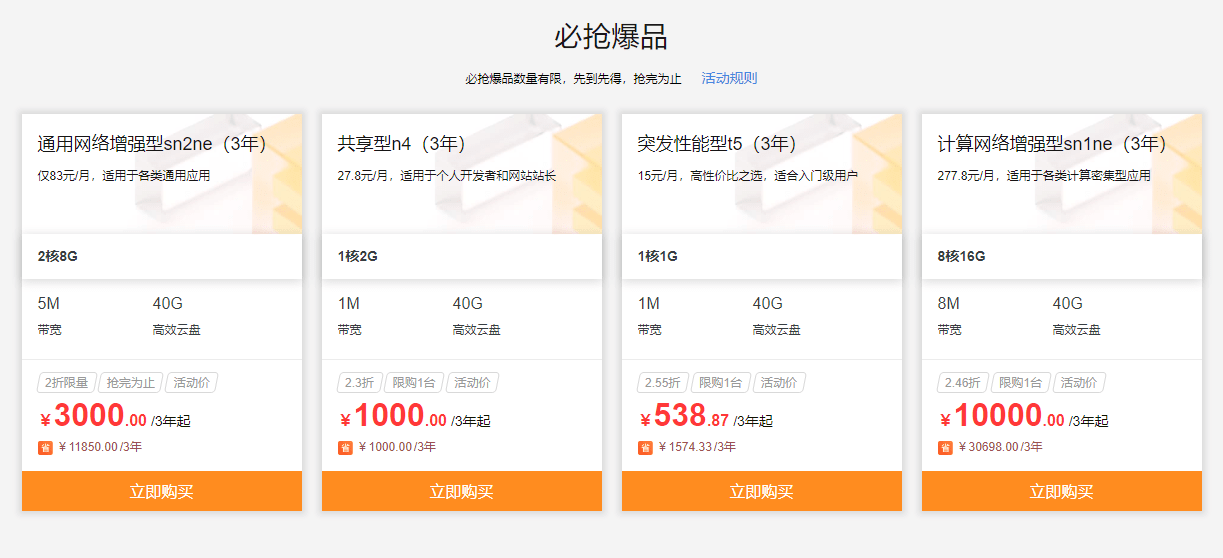 必抢爆品
必抢爆品数量有限，先到先得，抢完为止 活动规则
通用网络增强型sn2ne（3年）
仅83元/月，适用于各类通用应用
2核8G
5M 40G
带宽 高效云盘
2折限量 抢完为止 活动价
¥3000.00 /3年起
省 ¥11850.00/3年
立即购买
共享型n4（3年）
27.8元/月，适用于个人开发者和网站站长
1核2G
1M 40G
带宽 高效云盘
2.3折 限购1台 活动价
¥1000.00 /3年起
省 ¥1000.00/3年
立即购买
突发性能型t5（3年）
15元/月，高性价比之选，适合入门级用户
1核1G
1M 40G
带宽 高效云盘
2.55折 限购1台 活动价
¥538.87 /3年起
省 ¥1574.33/3年
立即购买
计算网络增强型sn1ne（3年）
277.8元/月，适用于各类计算密集型应用
8核16G
8M 40G
带宽 高效云盘
2.46折 限购1台 活动价
¥10000.00 /3年起
省 ¥30698.00/3年
立即购买